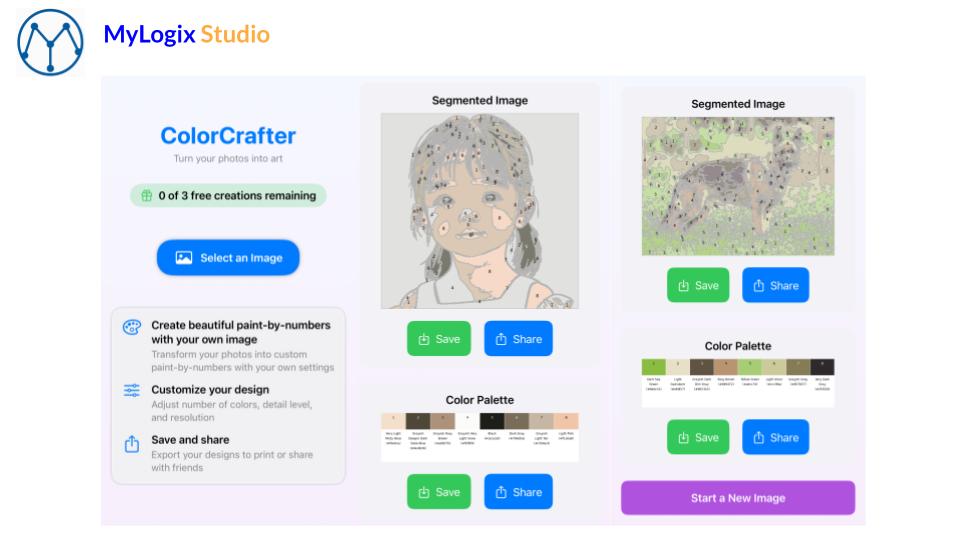 MyLogix Studio
ColorCrafter
Turn your photos into art
0 of 3 free creations remaining
Select an Image
Create beautiful paint-by-numbers
with your own image
Transform your photos into custom
paint-by-numbers with your own settings
Customize your design
Adjust number of colors, detail level,
and resolution
Save and share
Export your designs to print or share
with friends
Segmented Image
Save
Share
Color Palette
Save
Share
Segmented Image
Save
Share
Color Palette
Save
Share
Start a New Image